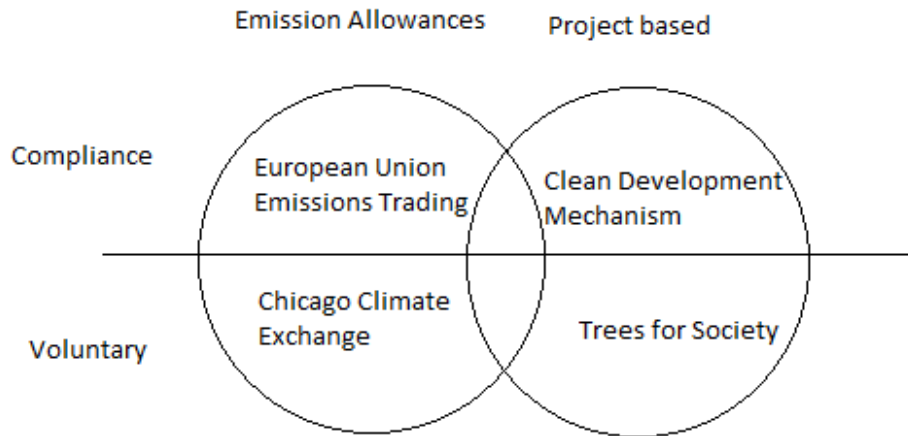 Emission Allowances
Project based
Compliance
European Union
Emissions Trading
Clean Development
Mechanism
Voluntary
Chicago Climate
Exchange
Trees for Society